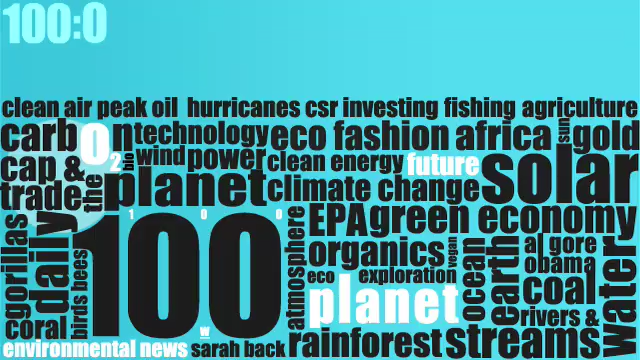 100:0
clean air peak oil hurricanes csr investing fishing agriculture
carbon technology eco fashion africa sun gold
O2 bio wind power clean energy future solar
cap & trade the planet climate change
100 W
EPA green economy
gorillas daily organics vegan al gore
birds bees atmosphere eco exploration ocean earth obama water
coral planet coal
rivers & streams
environmental news sarah back rainforest